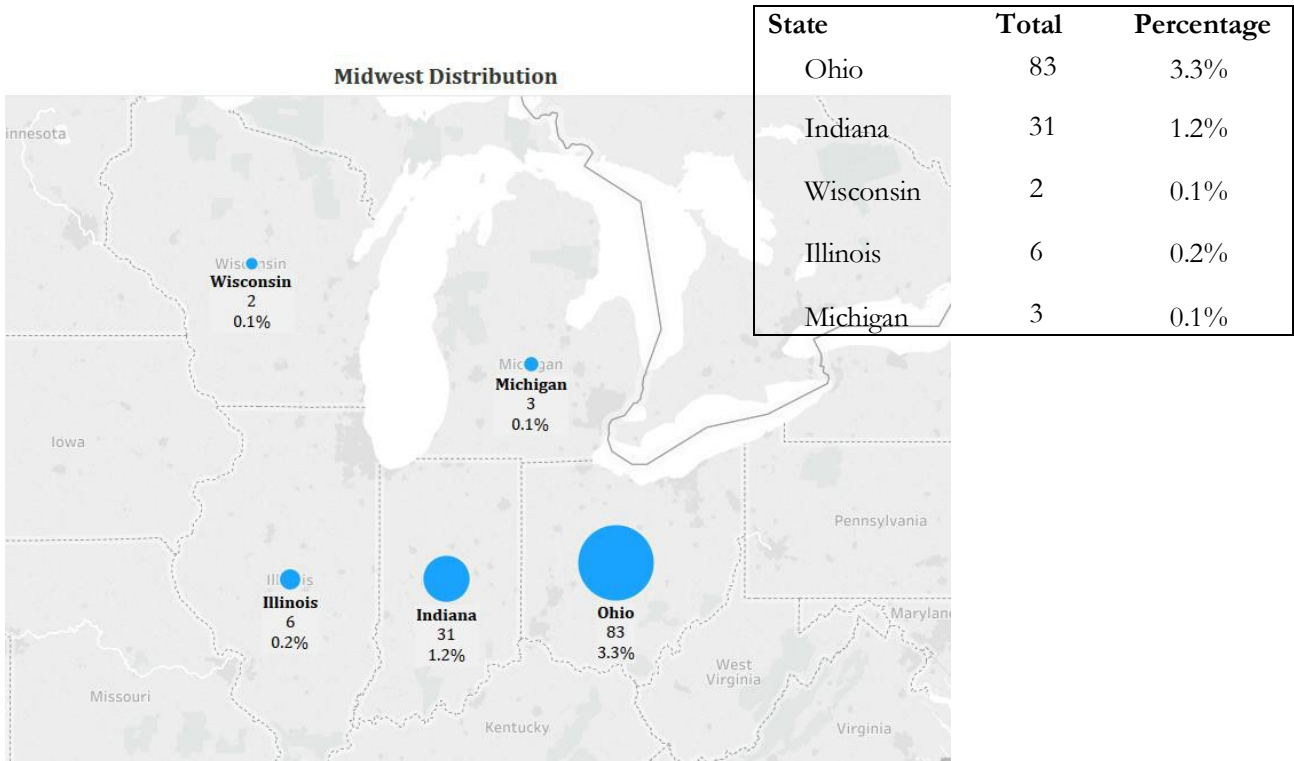 State Total Percentage
Ohio 83 3.3%
Indiana 31 1.2%
Wisconsin 2 0.1%
Illinois 6 0.2%
Michigan 3 0.1%
Midwest Distribution
innesota
Wisconsin
Wisconsin
2
0.1%
Michigan
Michigan
3
0.1%
Iowa
Pennsylvania
Illinois
Illinois
6
0.2%
Indiana
31
1.2%
Ohio
83
3.3%
Marylan
West
Virginia
Missouri
Kentucky
Virginia